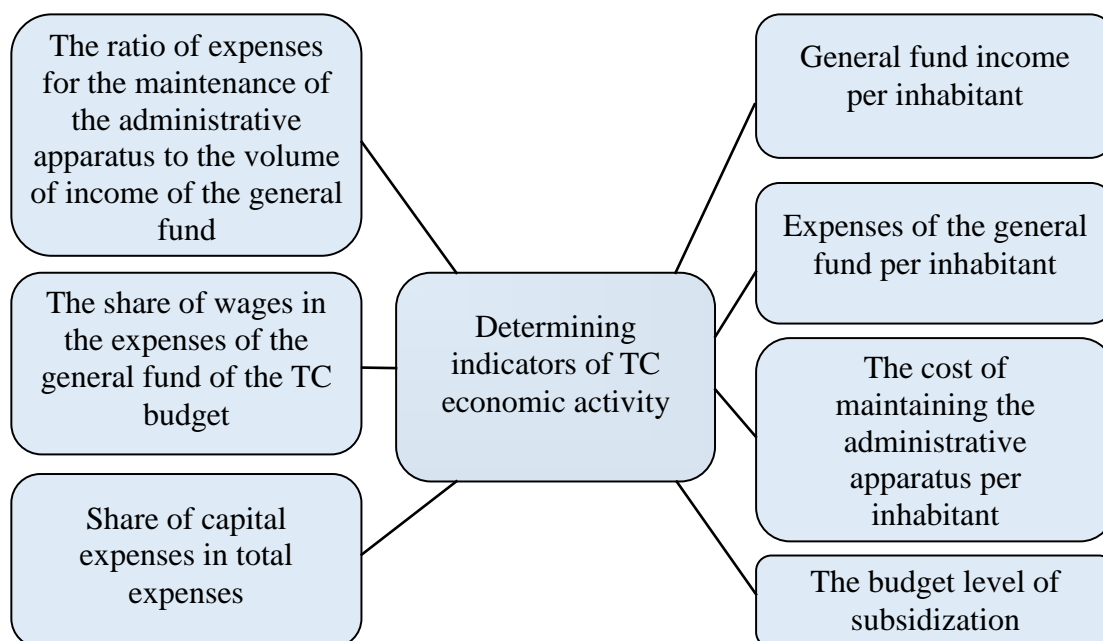 The ratio of expenses
for the maintenance of
the administrative
apparatus to the volume
of income of the general
fund
The share of wages in
the expenses of the
general fund of the TC
budget
Share of capital
expenses in total
expenses
Determining
indicators of TC
economic activity
General fund income
per inhabitant
Expenses of the general
fund per inhabitant
The cost of
maintaining the
administrative
apparatus per
inhabitant
The budget level of
subsidization